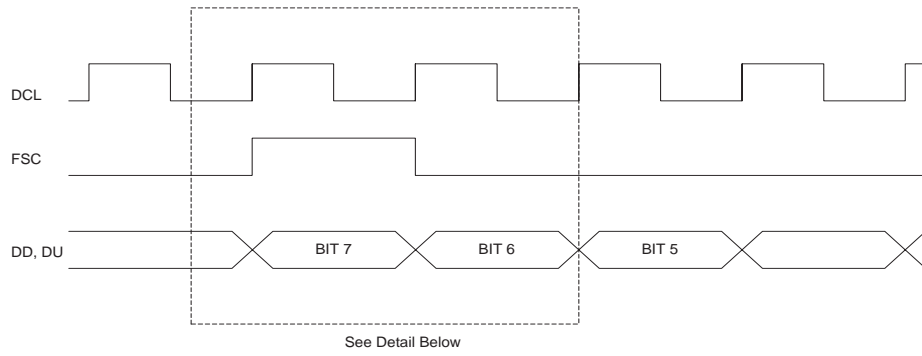 DCL
FSC
DD, DU BIT 7 BIT 6 BIT 5
See Detail Below